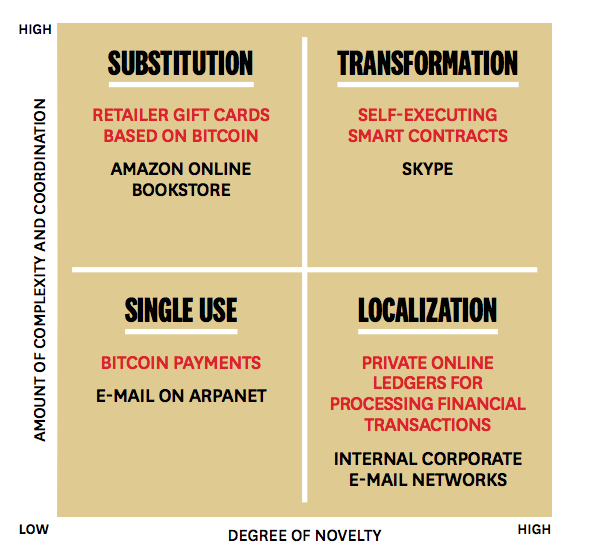 HIGH
SUBSTITUTION
RETAILER GIFT CARDS
BASED ON BITCOIN
AMAZON ONLINE
BOOKSTORE
TRANSFORMATION
SELF-EXECUTING
SMART CONTRACTS
SKYPE
AMOUNT OF COMPLEXITY AND COORDINATION
SINGLE USE
BITCOIN PAYMENTS
E-MAIL ON ARPANET
LOCALIZATION
PRIVATE ONLINE
LEDGERS FOR
PROCESSING FINANCIAL
TRANSACTIONS
INTERNAL CORPORATE
E-MAIL NETWORKS
LOW
DEGREE OF NOVELTY
HIGH